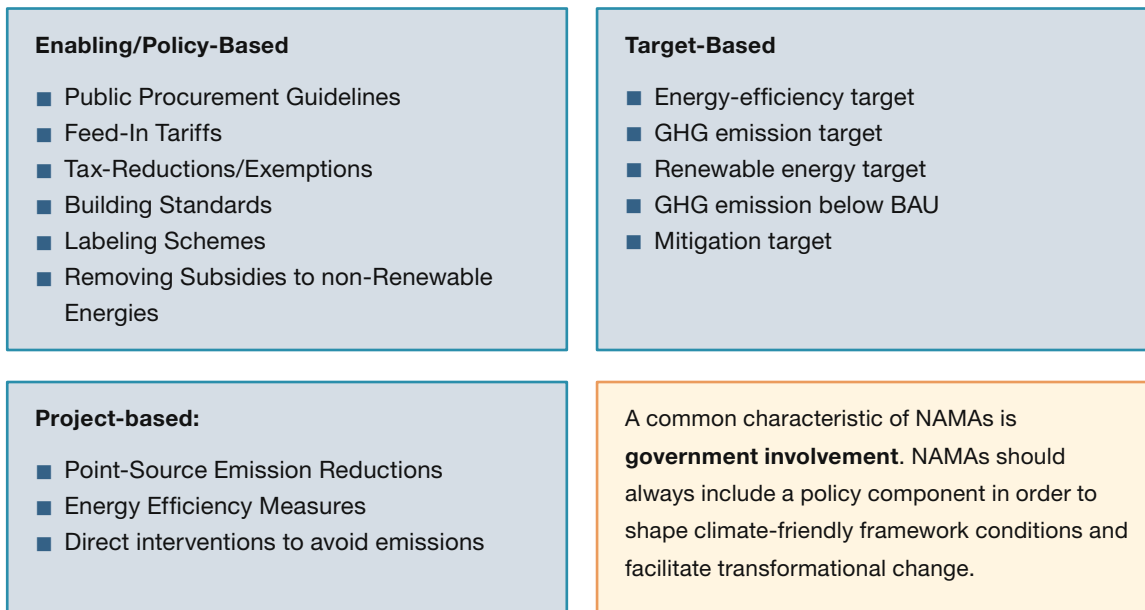 Enabling/Policy-Based
■ Public Procurement Guidelines
■ Feed-In Tariffs
■ Tax-Reductions/Exemptions
■ Building Standards
■ Labeling Schemes
■ Removing Subsidies to non-Renewable
Energies
Target-Based
■ Energy-efficiency target
■ GHG emission target
■ Renewable energy target
■ GHG emission below BAU
■ Mitigation target
Project-based:
■ Point-Source Emission Reductions
■ Energy Efficiency Measures
■ Direct interventions to avoid emissions
A common characteristic of NAMAs is
government involvement. NAMAs should
always include a policy component in order to
shape climate-friendly framework conditions and
facilitate transformational change.